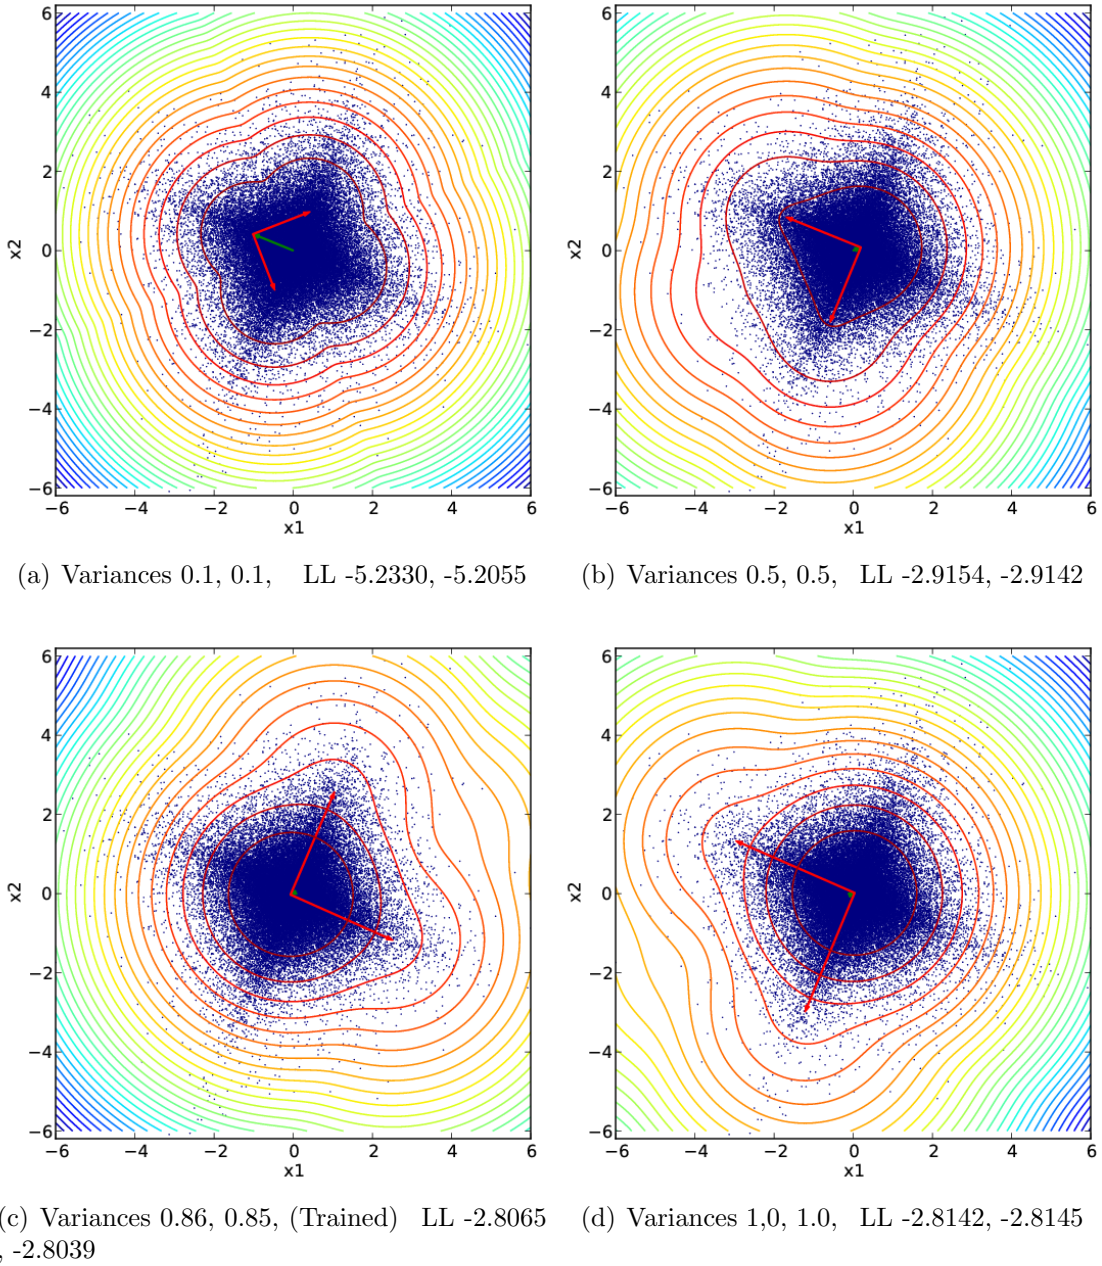 6
4
2
0
−2
−4
−6
x2
−6 −4 −2 0 2 4 6
x1
6
4
2
0
−2
−4
−6
x2
−6 −4 −2 0 2 4 6
x1
(a) Variances 0.1, 0.1, LL -5.2330, -5.2055
(b) Variances 0.5, 0.5, LL -2.9154, -2.9142
6
4
2
0
−2
−4
−6
x2
−6 −4 −2 0 2 4 6
x1
6
4
2
0
−2
−4
−6
x2
−6 −4 −2 0 2 4 6
x1
(c) Variances 0.86, 0.85, (Trained) LL -2.8065
, -2.8039
(d) Variances 1,0, 1.0, LL -2.8142, -2.8145